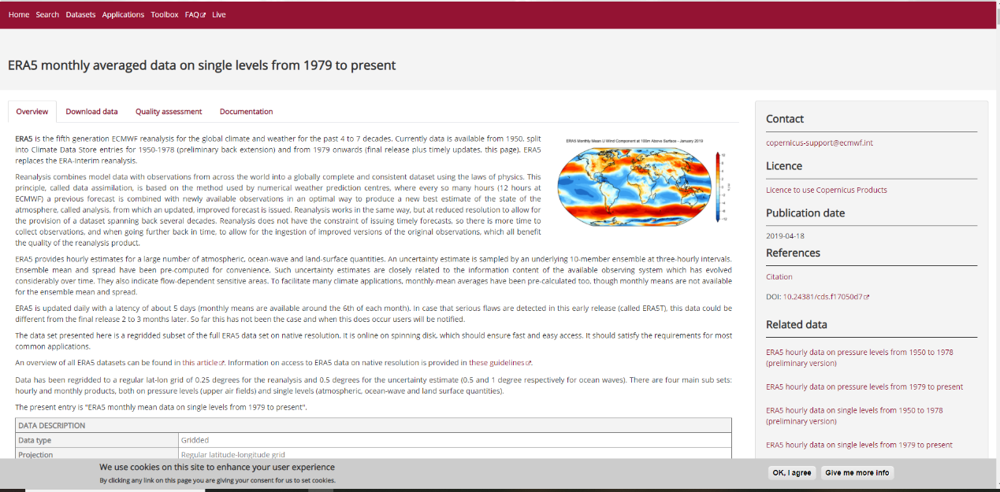 Home Search Datasets Applications Toolbox FAQ Live
ERA5 monthly averaged data on single levels from 1979 to present
Overview Download data Quality assessment Documentation
ERA5 is the fifth generation ECMWF reanalysis for the global climate and weather for the past 4 to 7 decades. Currently data is available from 1950, split
into Climate Data Store entries for 1950-1978 (preliminary back extension) and from 1979 onwards (final release plus timely updates, this page). ERA5
replaces the ERA-Interim reanalysis.
Reanalysis combines model data with observations from across the world into a globally complete and consistent dataset using the laws of physics. This
principle, called data assimilation, is based on the method used by numerical weather prediction centres, where every so many hours (12 hours at
ECMWF) a previous forecast is combined with newly available observations in an optimal way to produce a new best estimate of the state of the
atmosphere, called analysis, from which an updated, improved forecast is issued. Reanalysis works in the same way, but at reduced resolution to allow for
the provision of a dataset spanning back several decades. Reanalysis does not have the constraint of issuing timely forecasts, so there is more time to
collect observations, and when going further back in time, to allow for the ingestion of improved versions of the original observations, which all benefit
the quality of the reanalysis product.
ERA5 Monthly Mean U Wind Component at 100m Above Surface - January 2019
ERA5 provides hourly estimates for a large number of atmospheric, ocean-wave and land-surface quantities. An uncertainty estimate is sampled by an underlying 10-member ensemble at three-hourly intervals.
Ensemble mean and spread have been pre-computed for convenience. Such uncertainty estimates are closely related to the information content of the available observing system which has evolved
considerably over time. They also indicate flow-dependent sensitive areas. To facilitate many climate applications, monthly-mean averages have been pre-calculated too, though monthly means are not available
for the ensemble mean and spread.
ERA5 is updated daily with a latency of about 5 days (monthly means are available around the 6th of each month). In case that serious flaws are detected in this early release (called ERA5T), this data could be
different from the final release 2 to 3 months later. So far this has not been the case and when this does occur users will be notified.
The data set presented here is a regridded subset of the full ERA5 data set on native resolution. It is online on spinning disk, which should ensure fast and easy access. It should satisfy the requirements for most
common applications.
An overview of all ERA5 datasets can be found in this article. Information on access to ERA5 data on native resolution is provided in these guidelines.
Data has been regridded to a regular lat-lon grid of 0.25 degrees for the reanalysis and 0.5 degrees for the uncertainty estimate (0.5 and 1 degree respectively for ocean waves). There are four main sub sets:
hourly and monthly products, both on pressure levels (upper air fields) and single levels (atmospheric, ocean-wave and land surface quantities).
The present entry is "ERA5 monthly mean data on single levels from 1979 to present".
DATA DESCRIPTION
Data type Gridded
Projection Regular latitude-longitude grid
Contact
copernicus-support@ecmwf.int
Licence
Licence to use Copernicus Products
Publication date
2019-04-18
References
Citation
DOI: 10.24381/cds.f17050d7
Related data
ERA5 hourly data on pressure levels from 1950 to 1978
(preliminary version)
ERA5 hourly data on pressure levels from 1979 to present
ERA5 hourly data on single levels from 1950 to 1978
(preliminary version)
ERA5 hourly data on single levels from 1979 to present
We use cookies on this site to enhance your user experience
By clicking any link on this page you are giving your consent for us to set cookies.
OK, I agree Give me more info